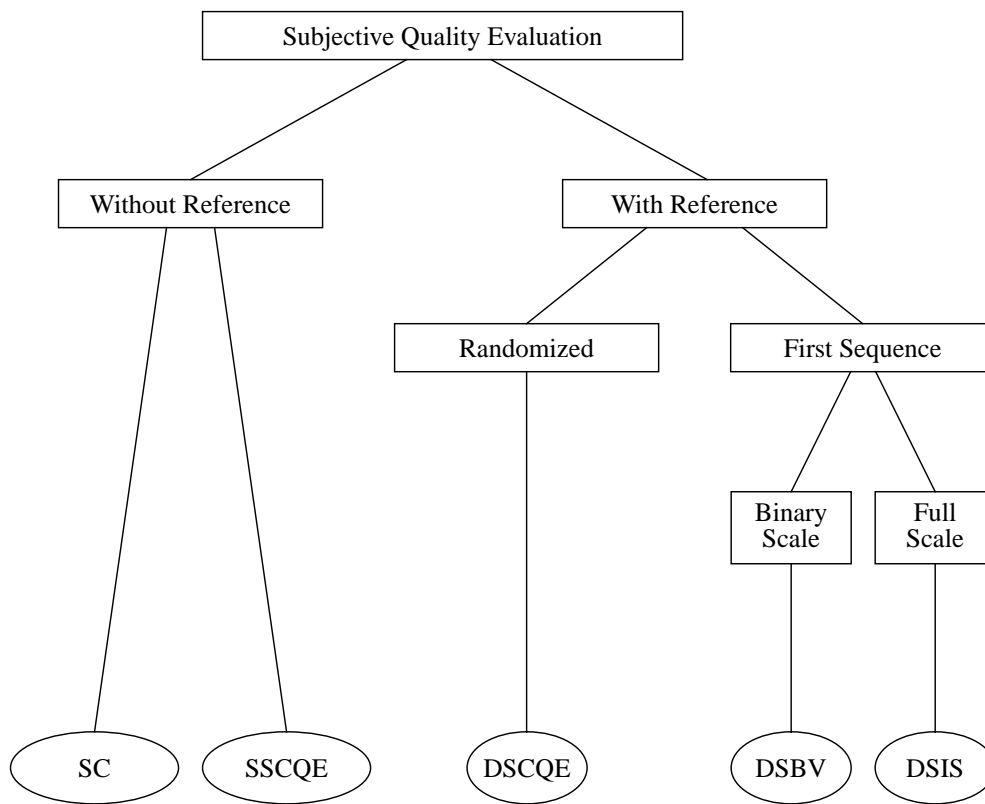 Subjective Quality Evaluation
Without Reference
With Reference
Randomized
First Sequence
Binary
Scale
Full
Scale
SC
SSCQE
DSCQE
DSBV
DSIS